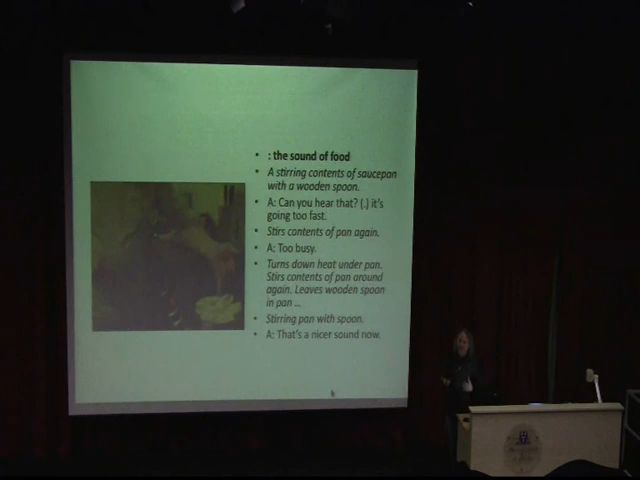 : the sound of food
A stirring contents of saucepan
with a wooden spoon.
A: Can you hear that? (.) it's
going too fast.
Stirs contents of pan again.
A: Too busy.
Turns down heat under pan.
Stirs contents of pan around
again. Leaves wooden spoon
in pan ...
Stirring pan with spoon.
A: That's a nicer sound now.